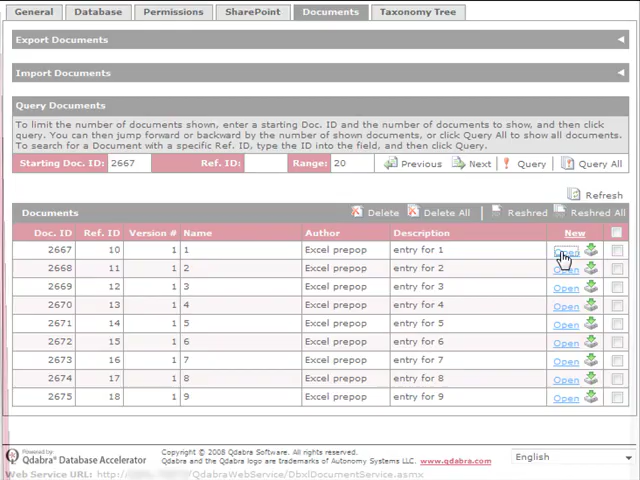 General Database Permissions SharePoint Documents Taxonomy Tree
Export Documents
Import Documents
Query Documents
To limit the number of documents shown, enter a starting Doc. ID and the number of documents to show, and then click
query. You can then jump forward or backward by the number of shown documents, or click Query All to show all documents.
To search for a Document with a specific Ref. ID, type the ID into the field, and then click Query.
Starting Doc. ID: 2667 Ref. ID: Range: 20 Previous Next Query Query All
Refresh
Documents Delete Delete All Reshred Reshred All
Doc. ID Ref. ID Version # Name Author Description New
2667 10 1 1 Excel prepop entry for 1 Open
2668 11 1 2 Excel prepop entry for 2 Open
2669 12 1 3 Excel prepop entry for 3 Open
2670 13 1 4 Excel prepop entry for 4 Open
2671 14 1 5 Excel prepop entry for 5 Open
2672 15 1 6 Excel prepop entry for 6 Open
2673 16 1 7 Excel prepop entry for 7 Open
2674 17 1 8 Excel prepop entry for 8 Open
2675 18 1 9 Excel prepop entry for 9 Open
Powered by:
Qdabra® Database Accelerator
Copyright © 2008 Qdabra Software. All rights reserved.
Qdabra and the Qdabra logo are trademarks of Autonomy Systems LLC. www.qdabra.com
English
Web Service URL: http:// /QdabraWebService/DbxlDocumentService.asmx